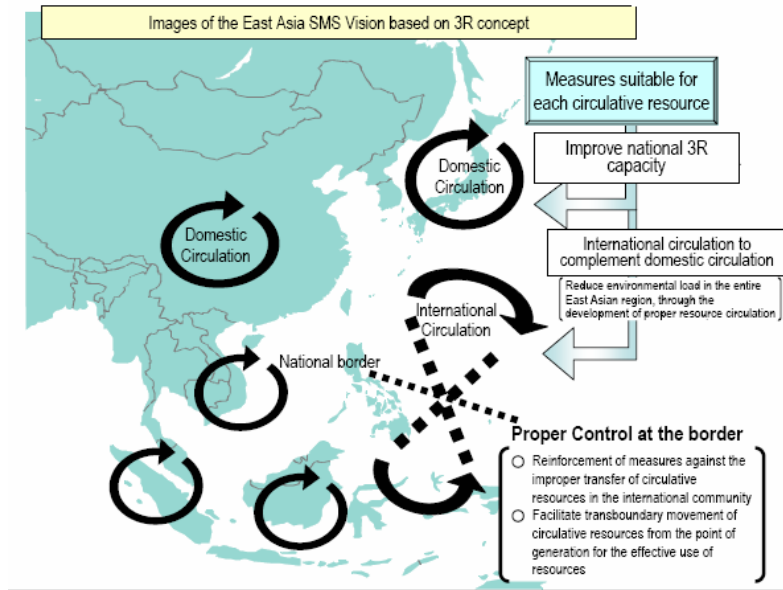 Images of the East Asia SMS Vision based on 3R concept
Measures suitable for
each circulative resource
Improve national 3R
capacity
Domestic
Circulation
Domestic
Circulation
International circulation to
complement domestic circulation
Reduce environmental load in the entire
East Asian region, through the
development of proper resource circulation
International
Circulation
National border
Proper Control at the border
Reinforcement of measures against the
improper transfer of circulative
resources in the international community
Facilitate transboundary movement of
circulative resources from the point of
generation for the effective use of
resources